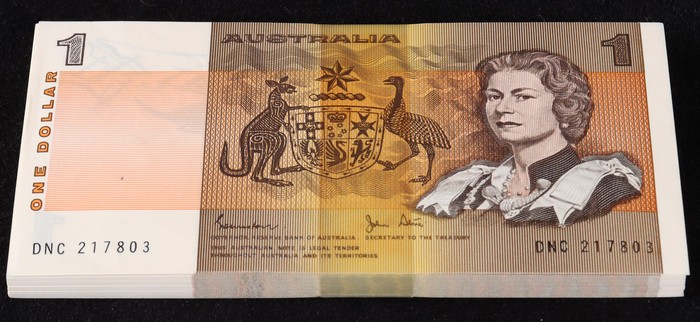 1
AUSTRALIA
1
ONE DOLLAR
GOVERNOR RESERVE BANK OF AUSTRALIA SECRETARY TO THE TREASURY
THIS AUSTRALIAN NOTE IS LEGAL TENDER
THROUGHOUT AUSTRALIA AND ITS TERRITORIES
DNC 217803
DNC 217803